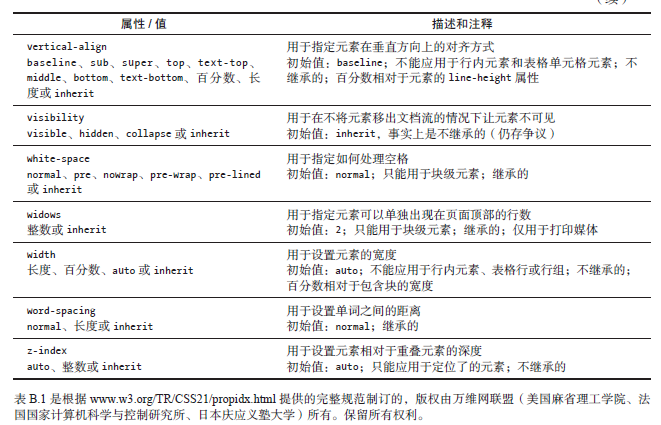 （续）
属性 / 值 描述和注释
vertical-align 用于指定元素在垂直方向上的对齐方式
baseline、sub、super、top、text-top、 初始值：baseline；不能应用于行内元素和表格单元格元素；不
middle、bottom、text-bottom、百分数、长 继承的；百分数相对于元素的 line-height 属性
度或 inherit
visibility 用于在不将元素移出文档流的情况下让元素不可见
visible、hidden、collapse 或 inherit 初始值：inherit，事实上是不继承的（仍存争议）
white-space 用于指定如何处理空格
normal、pre、nowrap、pre-wrap、pre-lined 初始值：normal；只能用于块级元素；继承的
或 inherit
widows 用于指定元素可以单独出现在页面顶部的行数
整数或 inherit 初始值：2；只能用于块级元素；继承的；仅用于打印媒体
width 用于设置元素的宽度
长度、百分数、auto 或 inherit 初始值：auto；不能应用于行内元素、表格行或行组；不继承的；
百分数相对于包含块的宽度
word-spacing 用于设置单词之间的距离
normal、长度或 inherit 初始值：normal；继承的
z-index 用于设置元素相对于重叠元素的深度
auto、整数或 inherit 初始值：auto；只能应用于定位了的元素；不继承的
表 B.1 是根据 www.w3.org/TR/CSS21/propidx.html 提供的完整规范制订的，版权由万维网联盟（美国麻省理工学院、法
国国家计算机科学与控制研究所、日本庆应义塾大学）所有。保留所有权利。